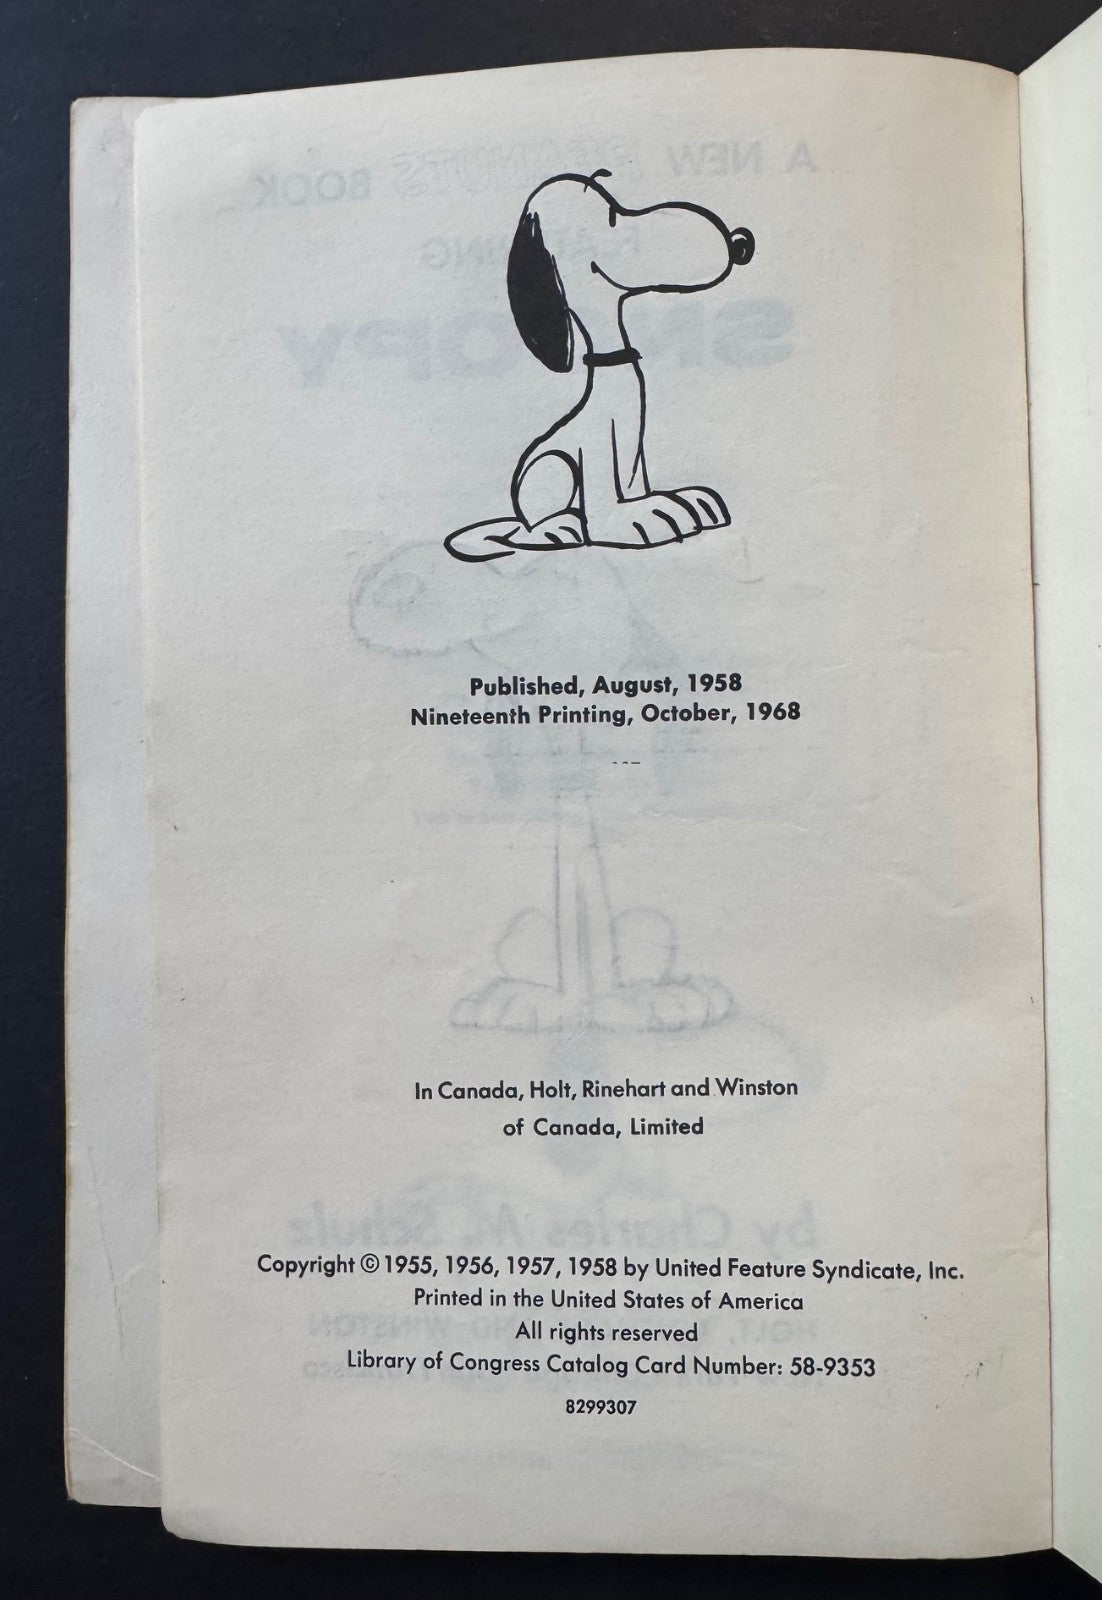 Published, August, 1958
Nineteenth Printing, October, 1968
In Canada, Holt, Rinehart and Winston
of Canada, Limited
Copyright © 1955, 1956, 1957, 1958 by United Feature Syndicate, Inc.
Printed in the United States of America
All rights reserved
Library of Congress Catalog Card Number: 58-9353
8299307